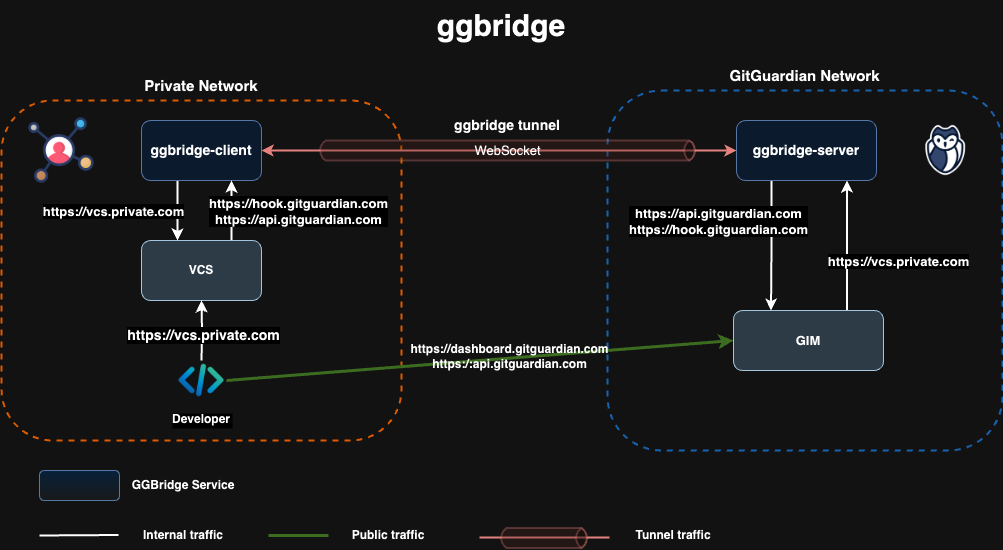 ggbridge
Private Network
GitGuardian Network
ggbridge-client
ggbridge tunnel
WebSocket
ggbridge-server
https://vcs.private.com
https://hook.gitguardian.com
https://api.gitguardian.com
https://api.gitguardian.com
https://hook.gitguardian.com
https://vcs.private.com
VCS
https://vcs.private.com
GIM
https://dashboard.gitguardian.com
https:/:api.gitguardian.com
Developer
GGBridge Service
Internal traffic
Public traffic
Tunnel traffic